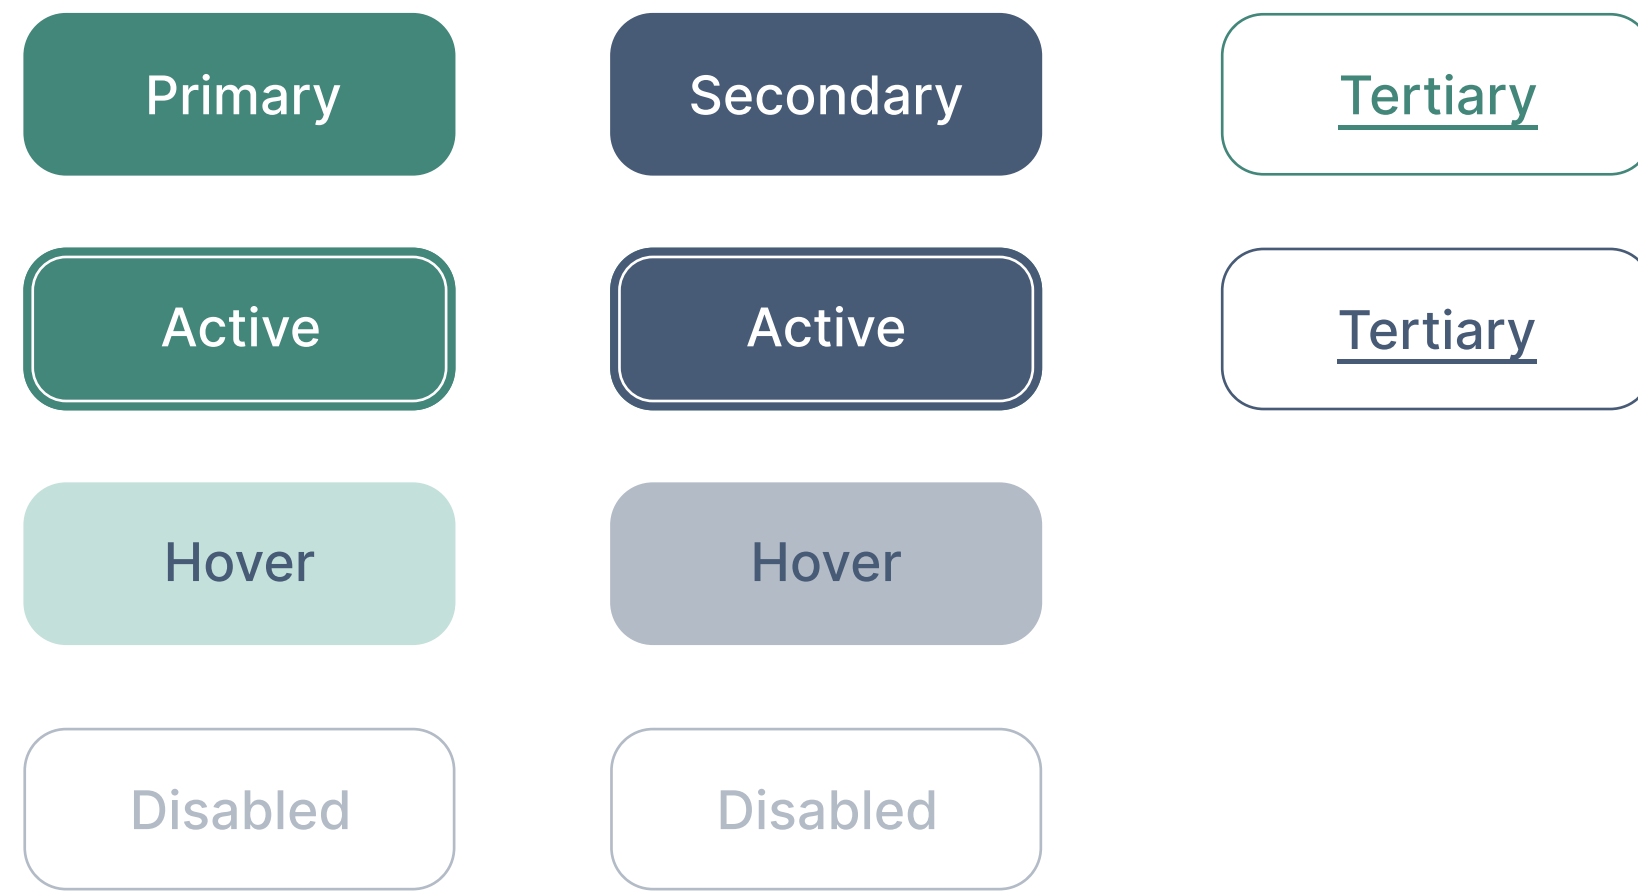 Primary
Secondary
Tertiary
Active
Active
Tertiary
Hover
Hover
Disabled
Disabled